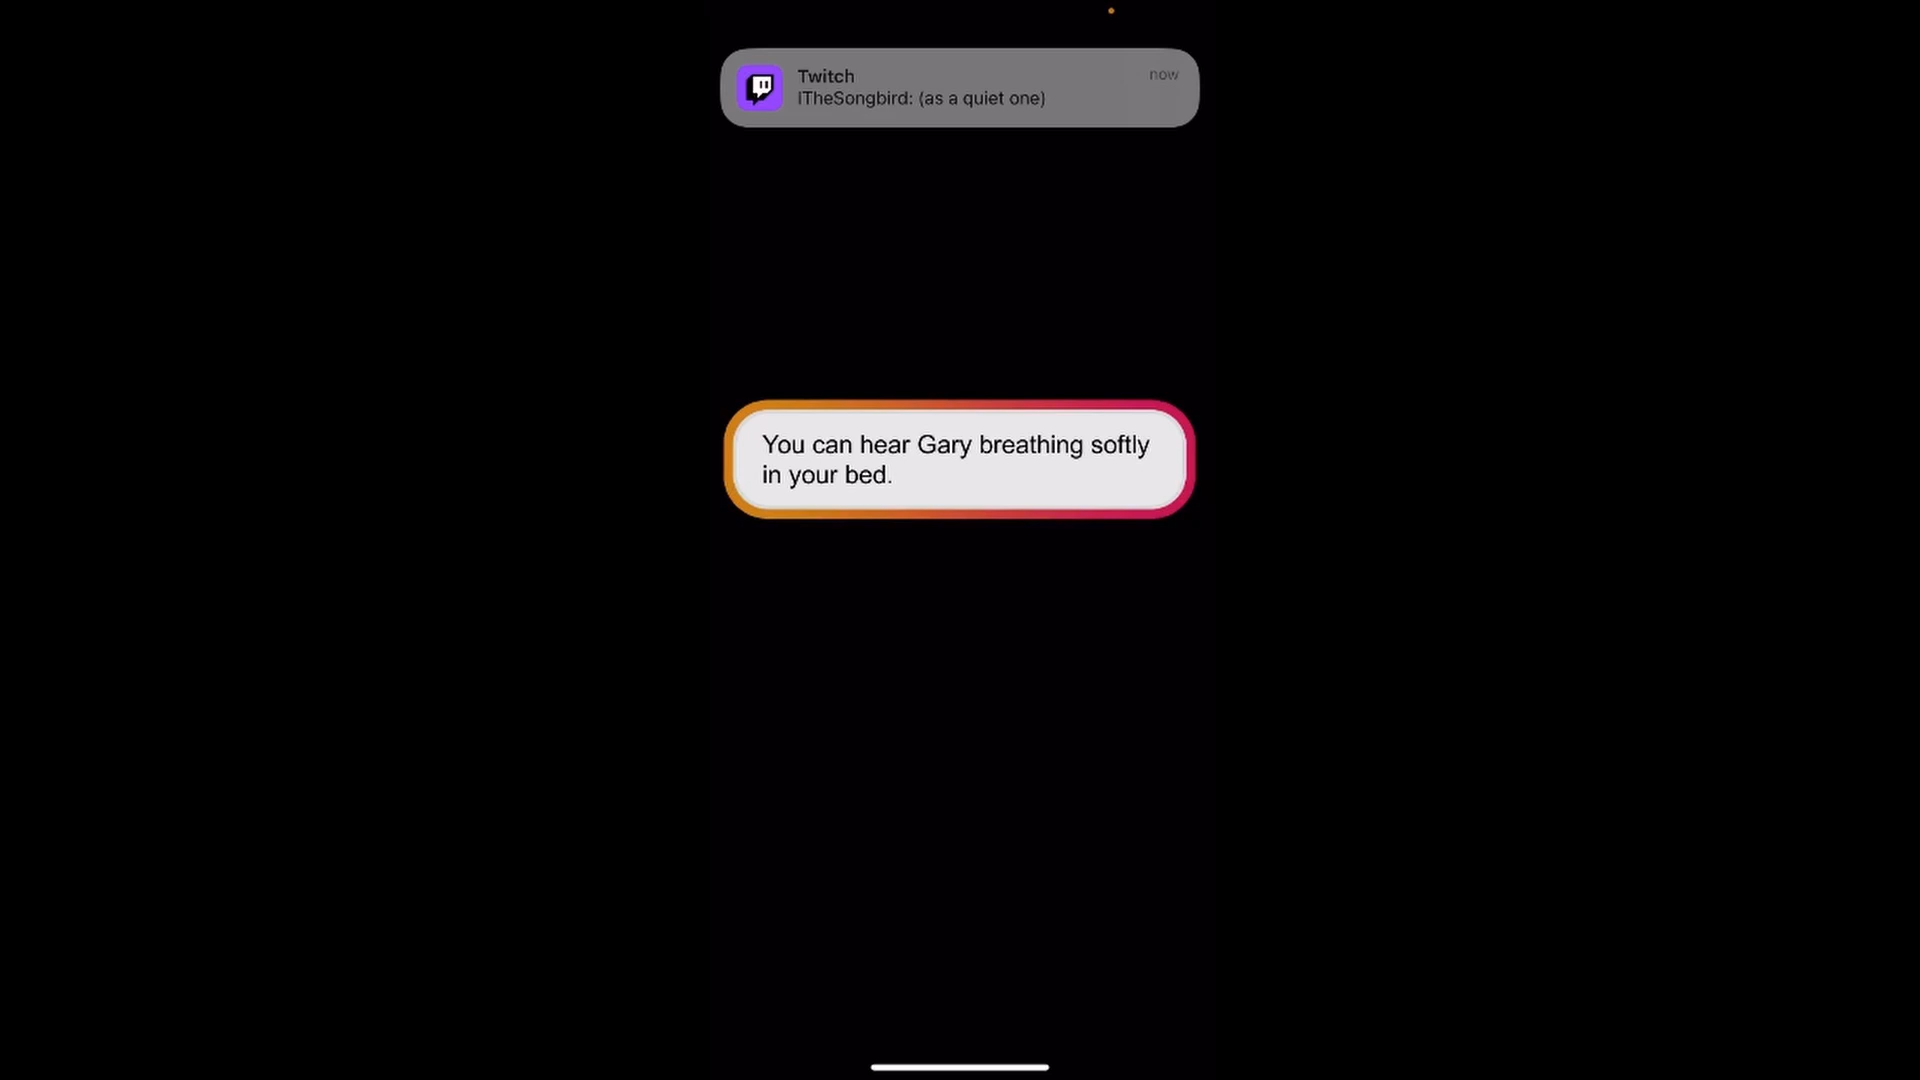 Twitch
now
ITheSongbird: (as a quiet one)
You can hear Gary breathing softly
in your bed.